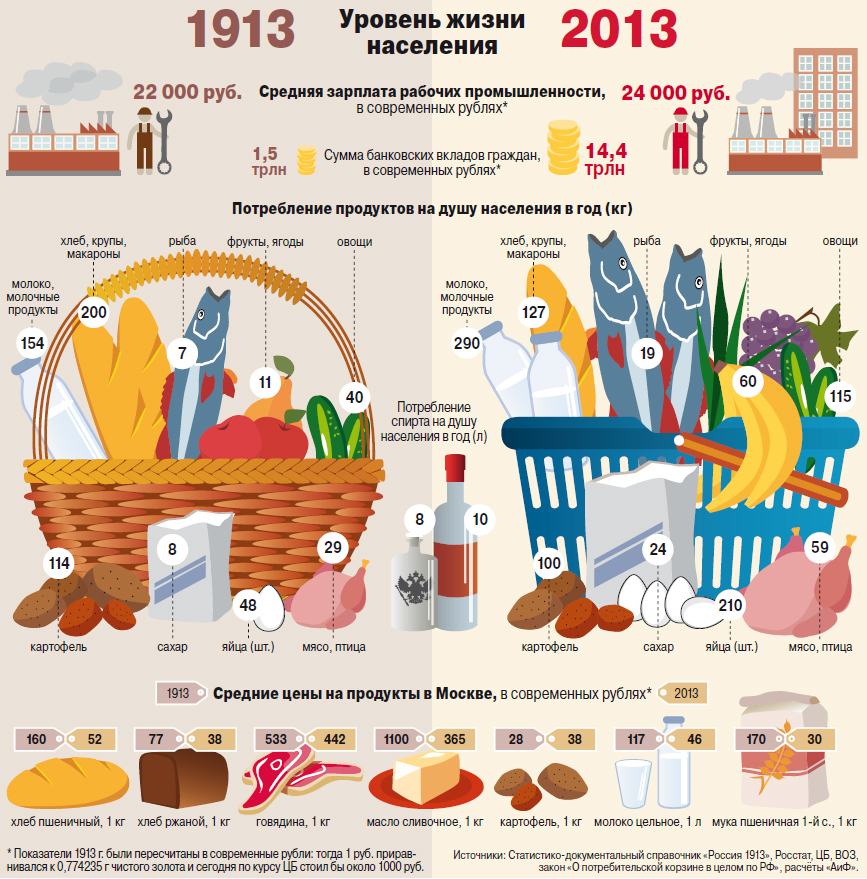 1913
Уровень жизни
населения
2013
22 000 руб.
Средняя зарплата рабочих промышленности,
в современных рублях*
24 000 руб.
1,5
трлн
Сумма банковских вкладов граждан,
в современных рублях*
14,4
трлн
Потребление продуктов на душу населения в год (кг)
хлеб, крупы,
макароны
рыба
фрукты, ягоды
овощи
молоко,
молочные
продукты
200
154
7
11
40
114
8
48
29
картофель
сахар
яйца (шт.)
мясо, птица
Потребление
спирта на душу
населения в год (л)
8
10
хлеб, крупы,
макароны
рыба
фрукты, ягоды
овощи
молоко,
молочные
продукты
127
290
19
60
115
100
24
210
59
картофель
сахар
яйца (шт.)
мясо, птица
1913
Средние цены на продукты в Москве, в современных рублях*
2013
160 52
77 38
533 442
1100 365
28 38
117 46
170 30
хлеб пшеничный, 1 кг
хлеб ржаной, 1 кг
говядина, 1 кг
масло сливочное, 1 кг
картофель, 1 кг
молоко цельное, 1 л
мука пшеничная 1-й с., 1 кг
* Показатели 1913 г. были пересчитаны в современные рубли: тогда 1 руб. прирав-
нивался к 0,774235 г чистого золота и сегодня по курсу ЦБ стоил бы около 1000 руб.
Источники: Статистико-документальный справочник «Россия 1913», Росстат, ЦБ, ВОЗ,
закон «О потребительской корзине в целом по РФ», расчёты «АиФ».